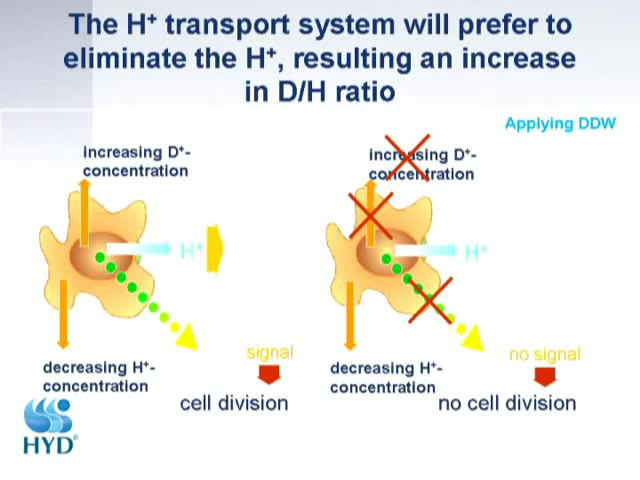 The H⁺ transport system will prefer to
eliminate the H⁺, resulting an increase
in D/H ratio
Applying DDW
increasing D⁺-
concentration
H⁺
decreasing H⁺-
concentration
signal
cell division
increasing D⁺-
concentration
H⁺
decreasing H⁺-
concentration
no signal
no cell division
HYD®